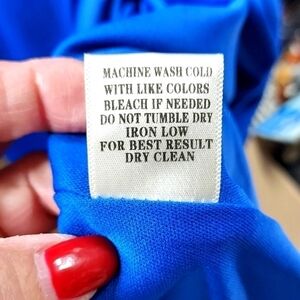 MACHINE WASH COLD
WITH LIKE COLORS
BLEACH IF NEEDED
DO NOT TUMBLE DRY
IRON LOW
FOR BEST RESULT
DRY CLEAN